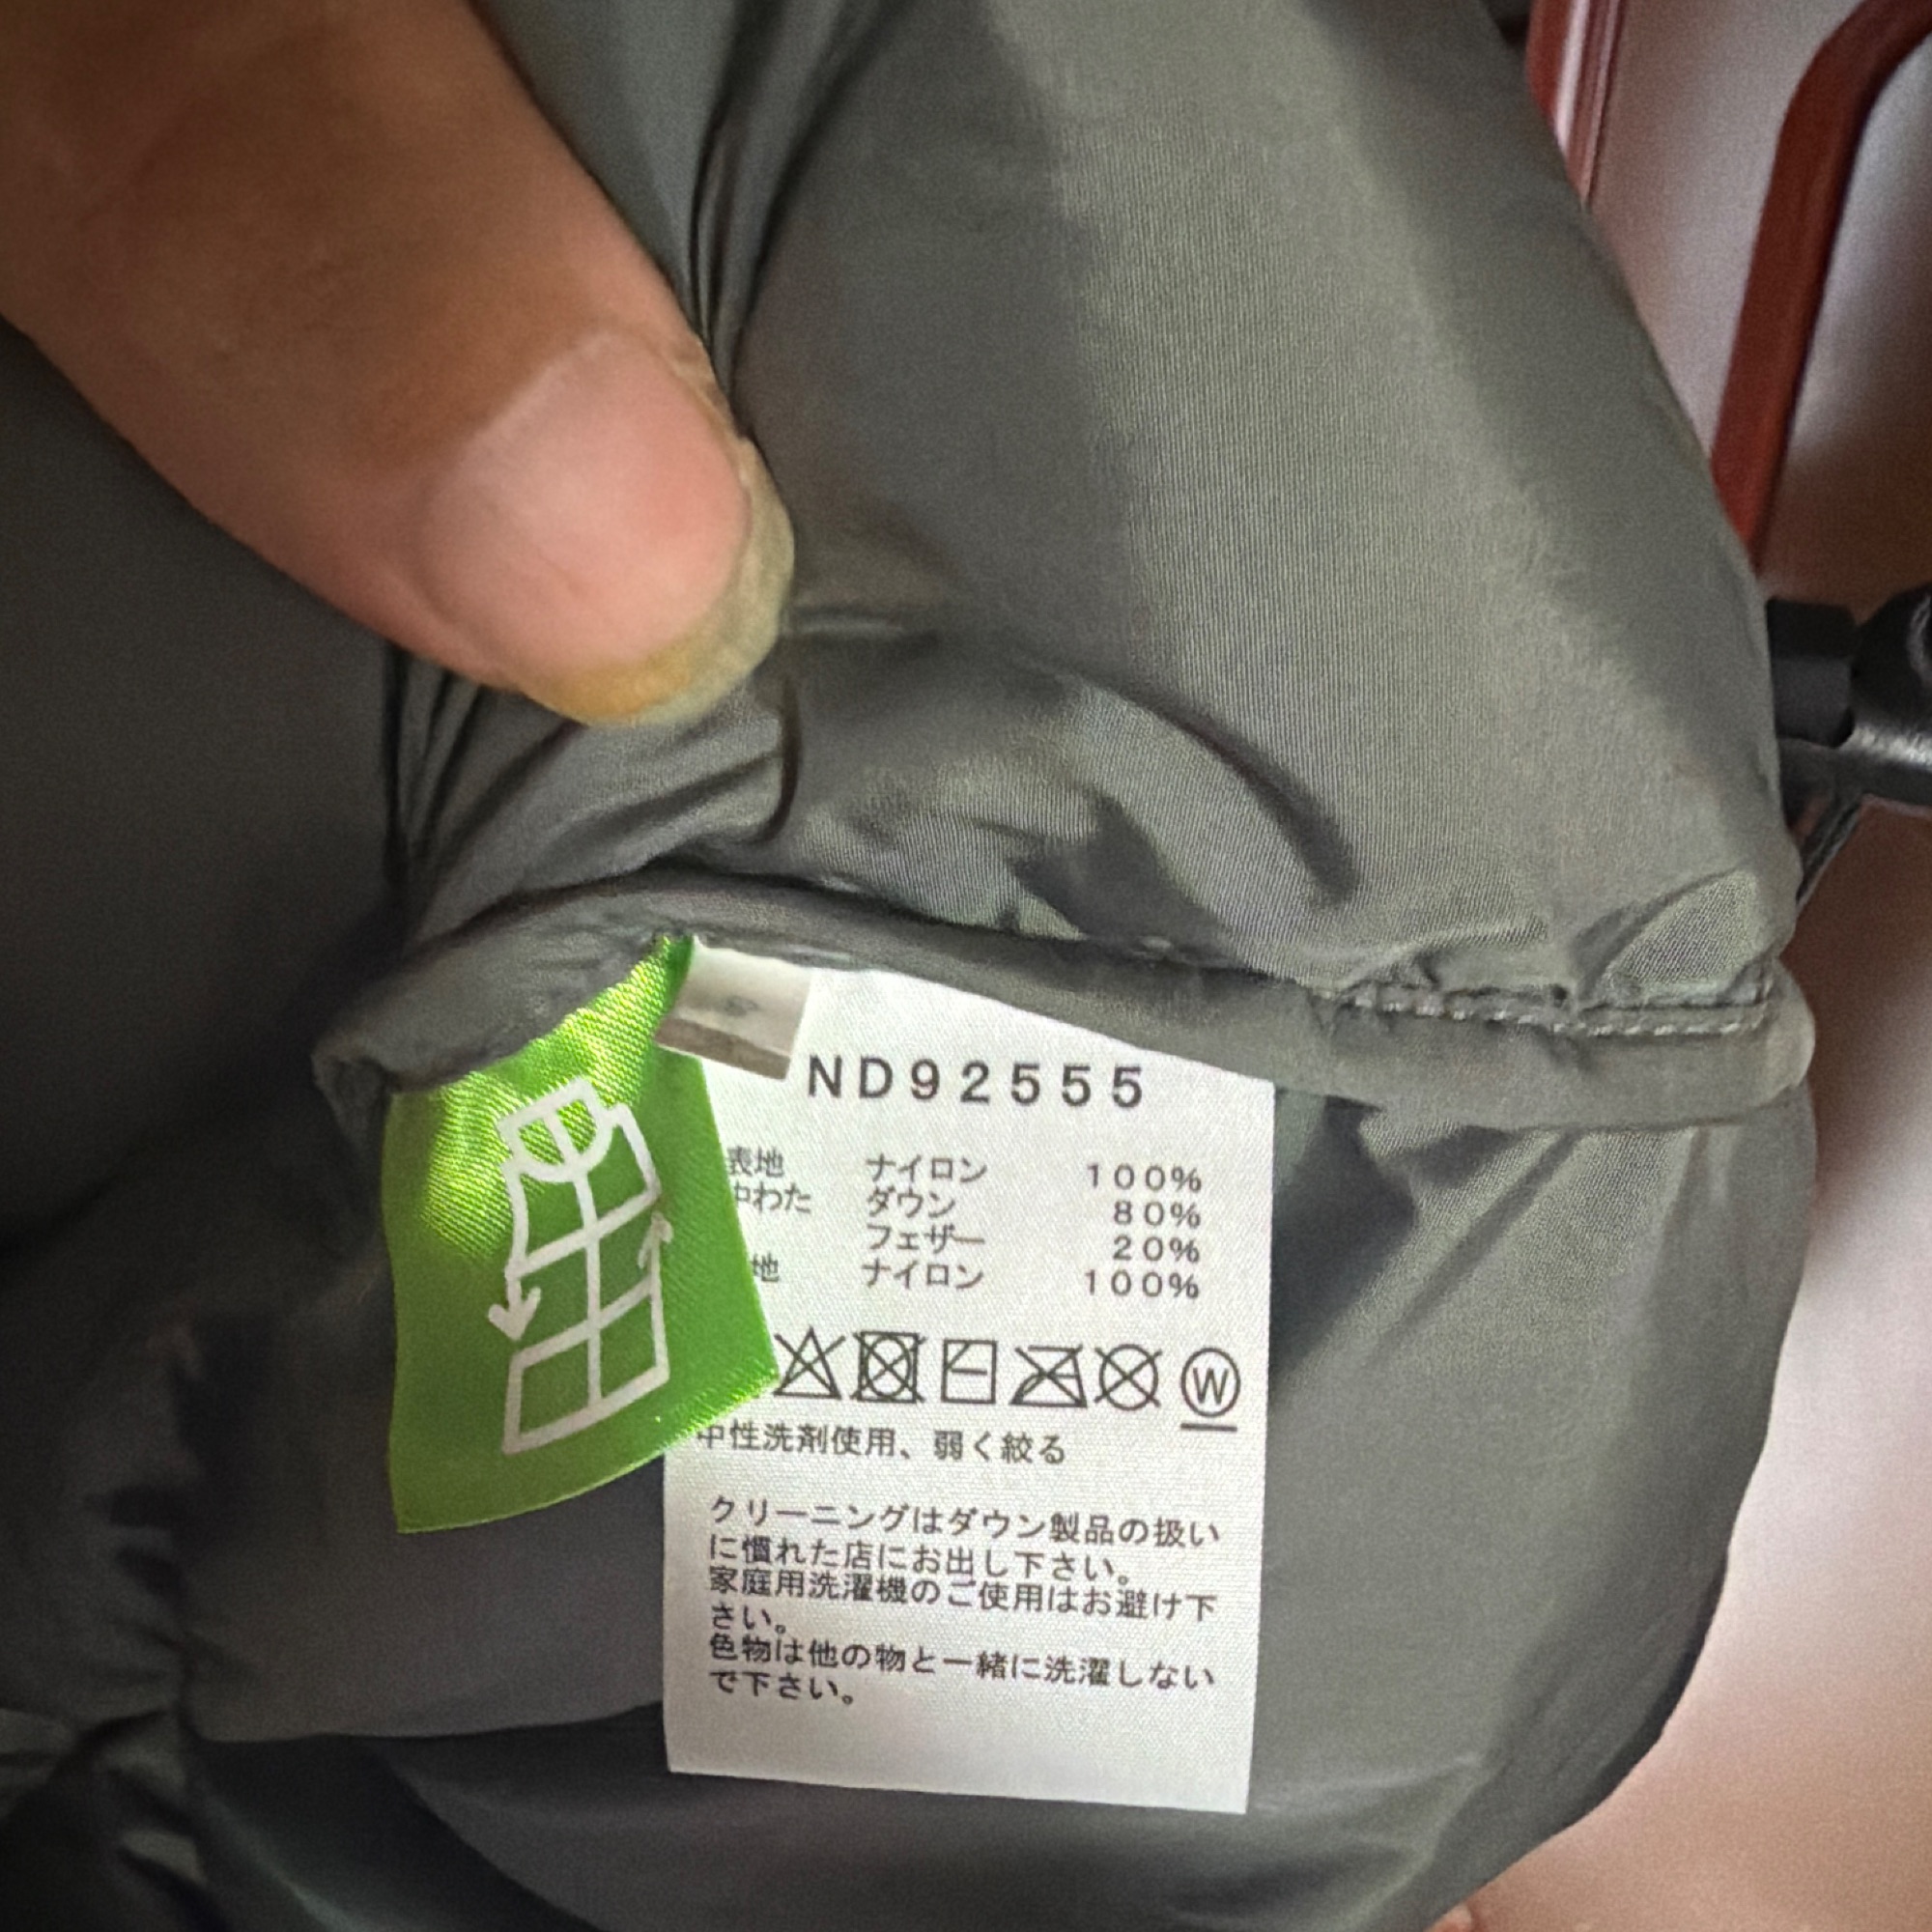 ND92555
表地 ナイロン 100%
中わた ダウン 80%
フェザー 20%
地 ナイロン 100%
W
中性洗剤使用、弱く絞る
クリーニングはダウン製品の扱い
に慣れた店にお出し下さい。
家庭用洗濯機のご使用はお避け下
さい。
色物は他の物と一緒に洗濯しない
で下さい。